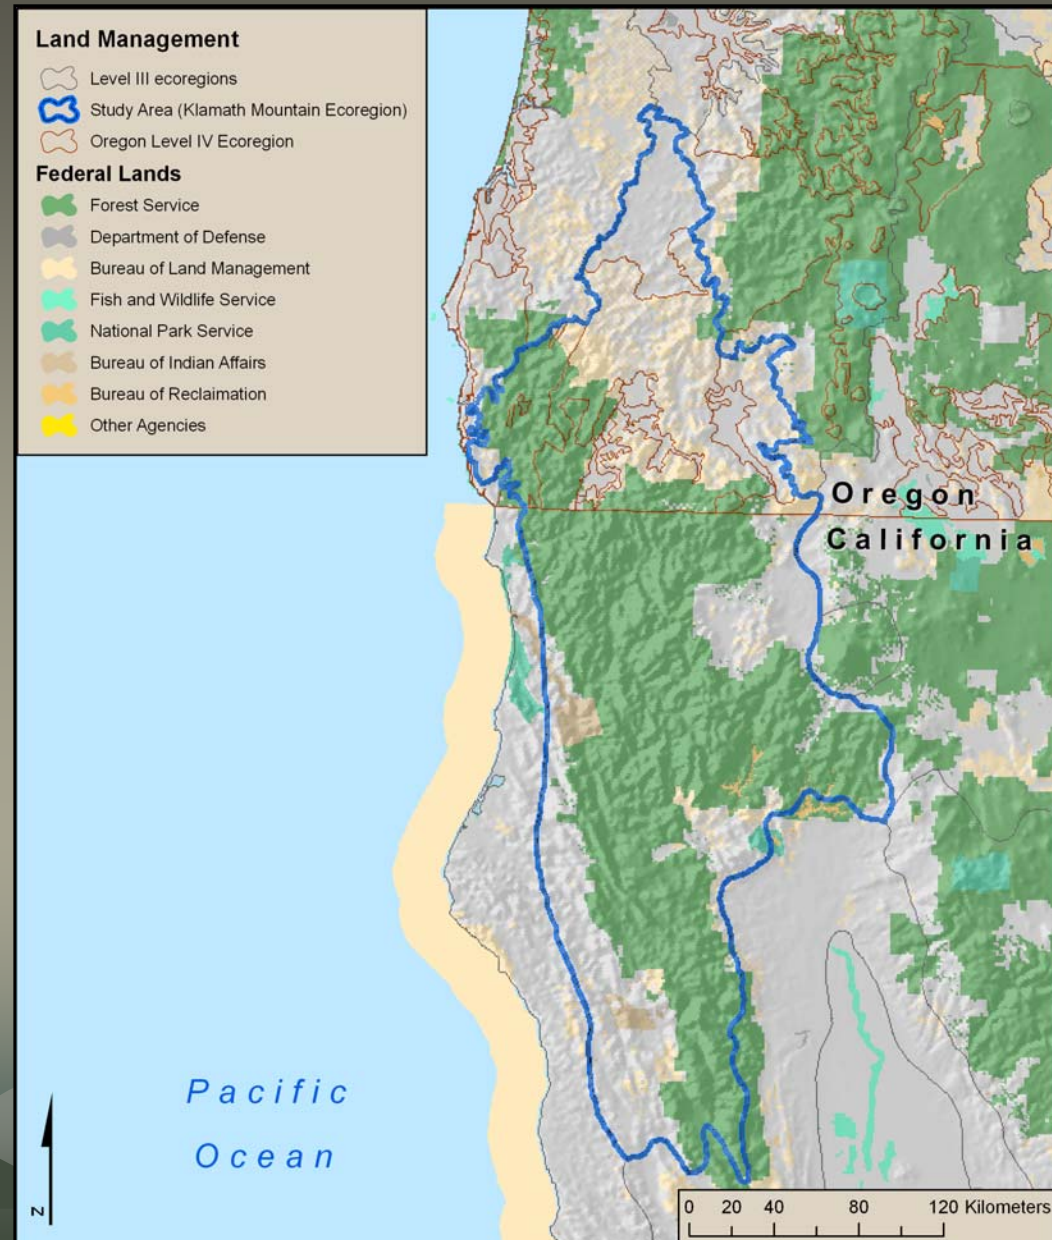 Land Management
Level III ecoregions
Study Area (Klamath Mountain Ecoregion)
Oregon Level IV Ecoregion
Federal Lands
Forest Service
Department of Defense
Bureau of Land Management
Fish and Wildlife Service
National Park Service
Bureau of Indian Affairs
Bureau of Reclamation
Other Agencies
Oregon
California
Pacific
Ocean
N
0 20 40 80 120 Kilometers